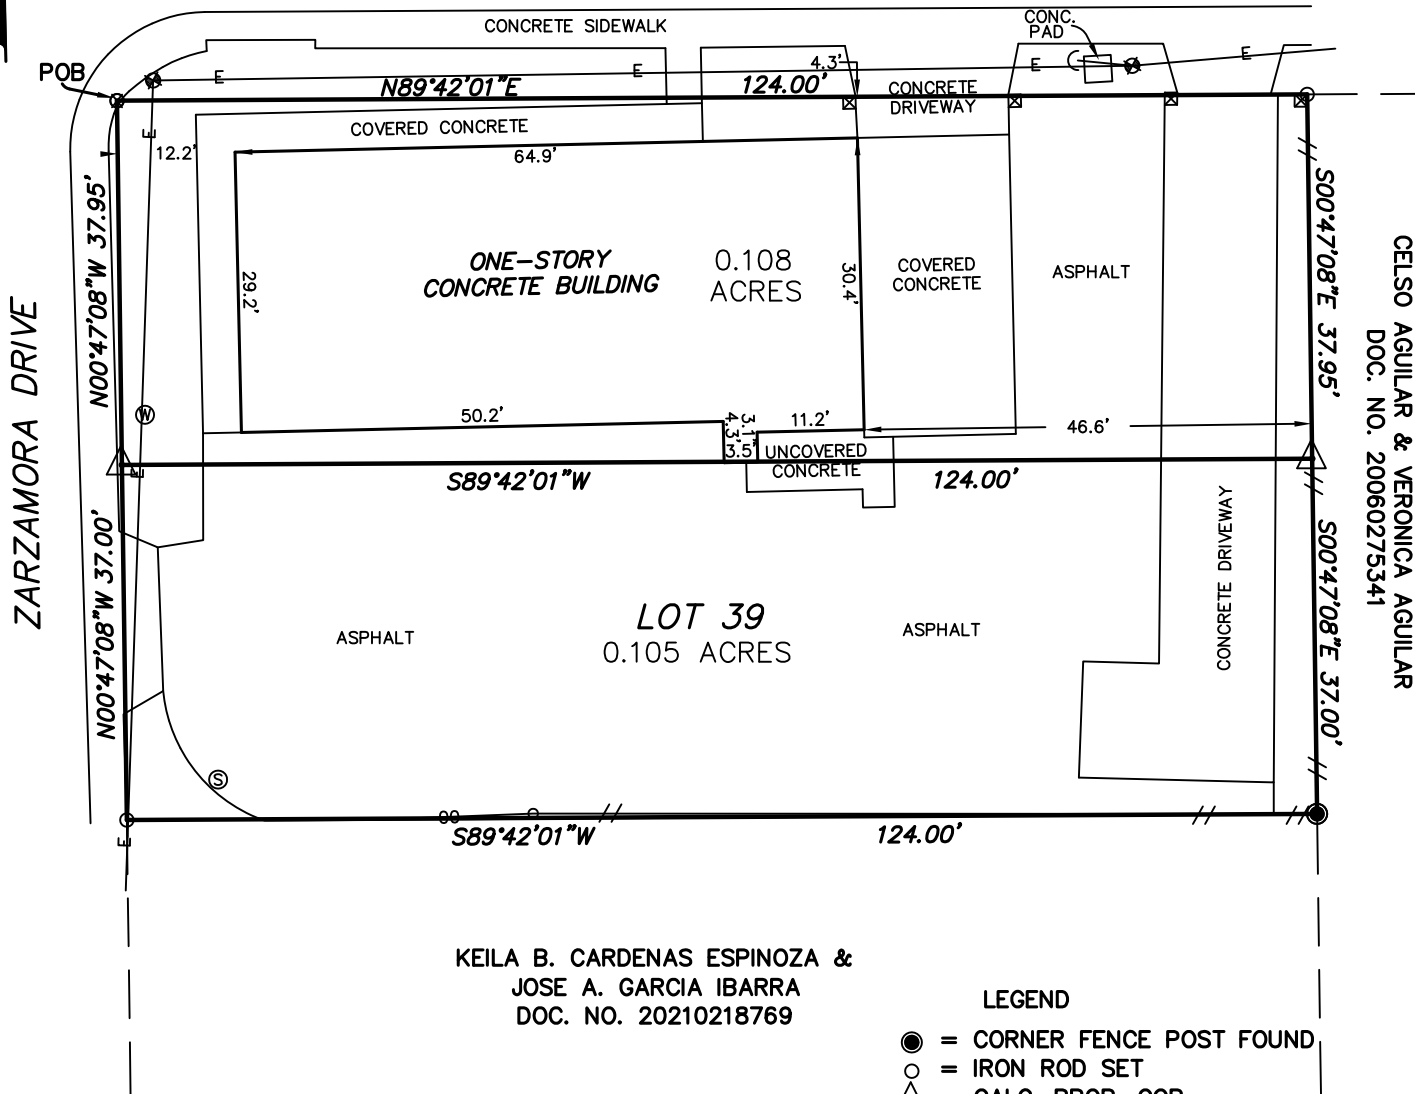 CONCRETE SIDEWALK
CONC.
PAD
POB
E
E
E
E
4.3'
N89°42'01"E
124.00'
CONCRETE
DRIVEWAY
COVERED CONCRETE
E
12.2'
64.9'
N00°47'08"W 37.95'
S00°47'08"E 37.95'
ONE-STORY
CONCRETE BUILDING
0.108
ACRES
29.2'
30.4'
COVERED
CONCRETE
ASPHALT
CELSO AGUILAR & VERONICA AGUILAR
DOC. NO. 20060275341
ZARZAMORA DRIVE
W
50.2'
4.3'
3.1'
11.2'
3.5'
46.6'
UNCOVERED
CONCRETE
E
S89°42'01"W
124.00'
N00°47'08"W 37.00'
S00°47'08"E 37.00'
CONCRETE DRIVEWAY
LOT 39
0.105 ACRES
ASPHALT
ASPHALT
S
E
S89°42'01"W
124.00'
KEILA B. CARDENAS ESPINOZA &
JOSE A. GARCIA IBARRA
DOC. NO. 20210218769
LEGEND
= CORNER FENCE POST FOUND
= IRON ROD SET